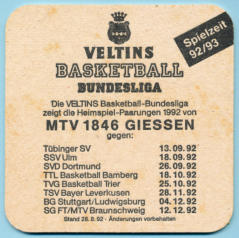 VELTINS
BASKETBALL
BUNDESLIGA
Spielzeit
92/93
Die VELTINS Basketball-Bundesliga
zeigt die Heimspiel-Paarungen 1992 von
MTV 1846 GIESSEN
gegen:
Tübinger SV 13.09.92
SSV Ulm 18.09.92
SVD Dortmund 26.09.92
TTL Basketball Bamberg 18.10.92
TVG Basketball Trier 25.10.92
TSV Bayer Leverkusen 28.11.92
BG Stuttgart/Ludwigsburg 04.12.92
SG FT/MTV Braunschweig 12.12.92
Stand 28.8.92 - Änderungen vorbehalten